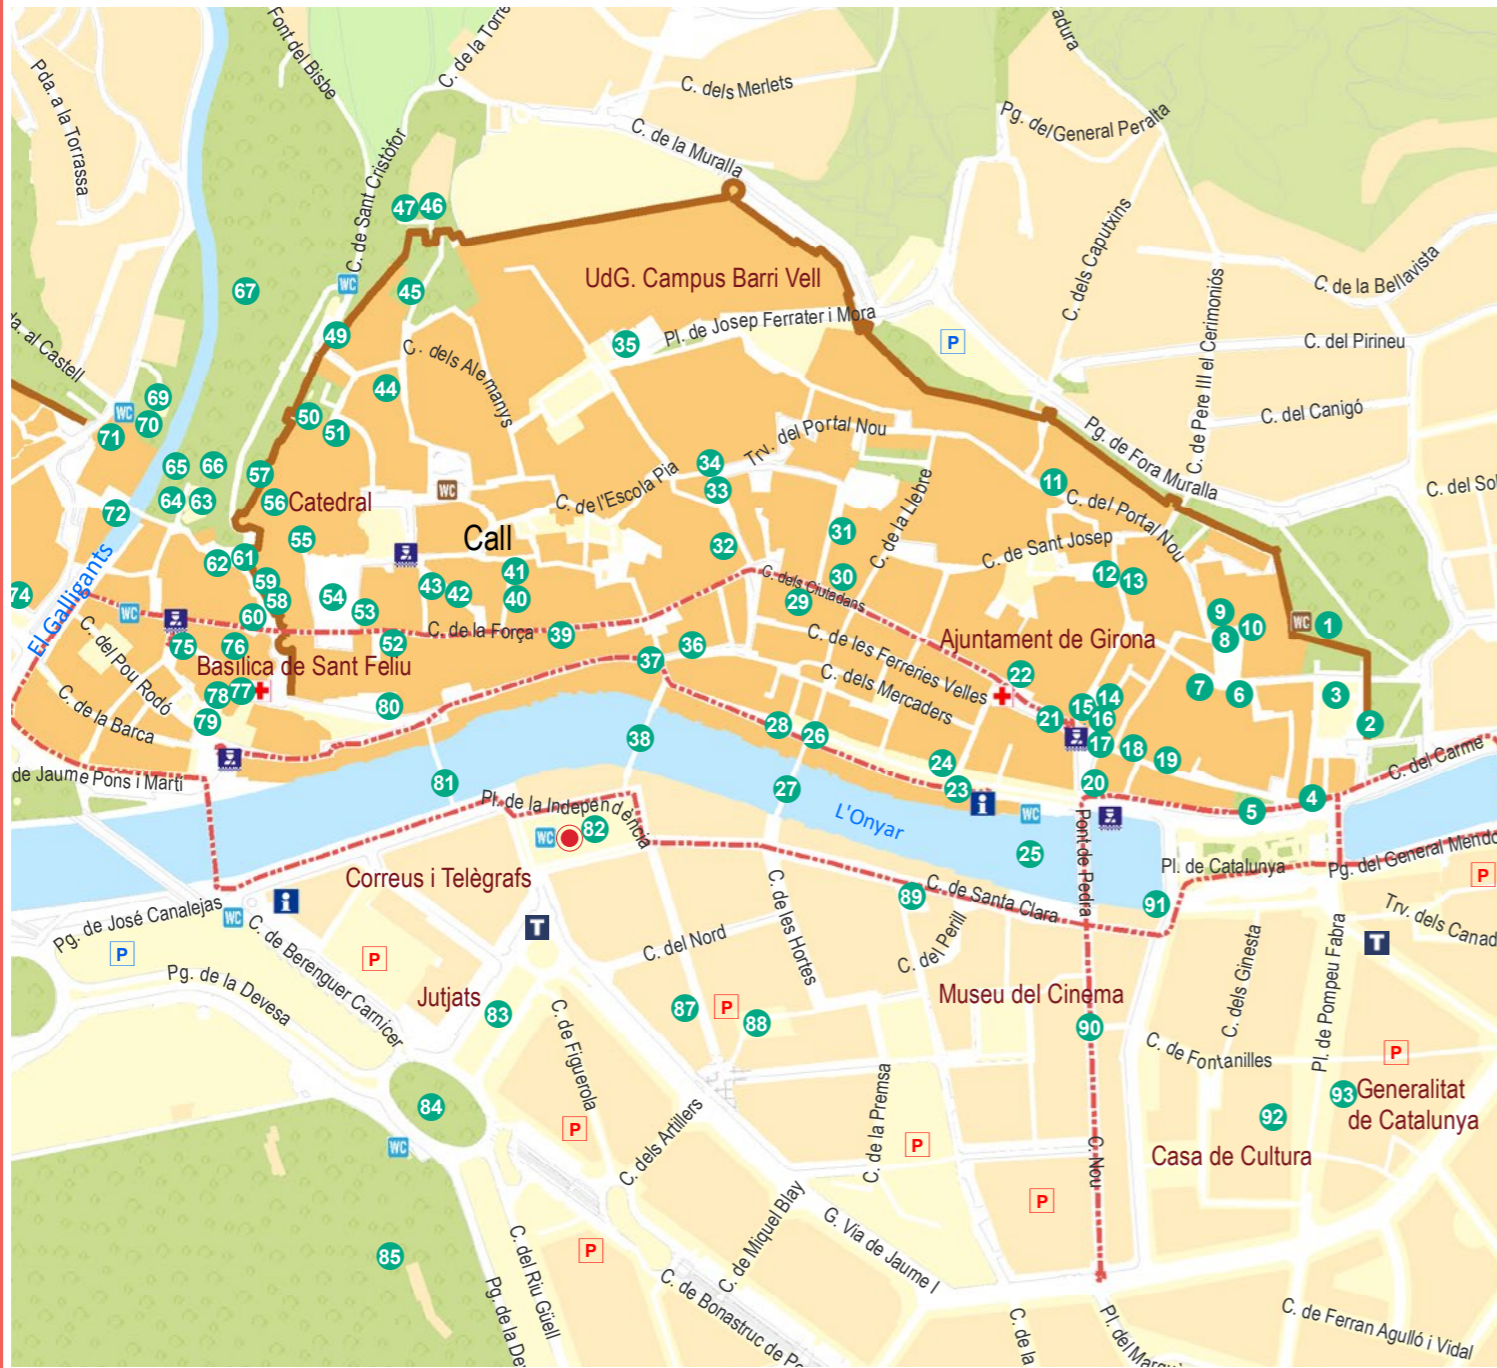 Font del Bisbe
C. de la Torre
Pda. a la Torrassa
C. dels Merlets
C. de la Muralla
Pg. del General Peralta
C. de Sant Cristòfor
47
46
C. dels Caputxins
WC
67
45
UdG. Campus Barri Vell
C. de la Bellavista
C. de Pere III el Cerimoniós
49
Pl. de Josep Ferrater i Mora
35
P
C. del Pirineu
C. dels Alemanys
al Castell
44
69
70
WC
71
50
51
C. del Canigó
Trv. del Portal Nou
Pg. de Fora Muralla
65
66
57
34
33
WC
C. de l'Escola Pia
C. de la Llebre
11
C. del Portal Nou
64
63
56
Catedral
72
55
Call
32
31
C. de Sant Josep
62
61
59
58
54
53
43
42
41
40
30
C. dels Ciutadans
29
12
13
74
El Galligants
WC
60
C. del Pou Rodó
75
76
52
C. de la Força
39
36
C. de les Ferreries Velles
Ajuntament de Girona
9
10
8
WC
1
Basílica de Sant Feliu
37
C. dels Mercaders
22
7
6
3
78
77
79
80
C. de la Barca
14
15
16
21
17
18
19
2
28
26
38
24
23
20
C. del Carme
de Jaume Pons i Martí
81
27
i
WC
5
4
Pl. de la Independència
WC
82
L'Onyar
25
Pont de Pedra
Pl. de Catalunya
Pg. del General
Correus i Telègrafs
C. de Santa Clara
89
91
P
i
Pg. de José Canalejas
WC
P
C. de Berenguer Carnicer
T
C. del Nord
C. de les Hortes
C. del Perill
C. dels Ginesta
Pl. de Pompeu Fabra
T
Trv. dels
P
Pg. de la Devesa
Jutjats
83
87
P
88
Museu del Cinema
90
C. de Fontanilles
P
C. de Figuerola
84
WC
P
C. dels Artillers
C. de la Premsa
P
92
93
Generalitat
de Catalunya
C. Nou
Casa de Cultura
85
P
C. de Miquel Blay
G. Via de Jaume I
P
C. del Riu Güell
Pg. de la
C. de Bonastruc de
C. de la
Pl. del
C. de Ferran Agulló i Vidal